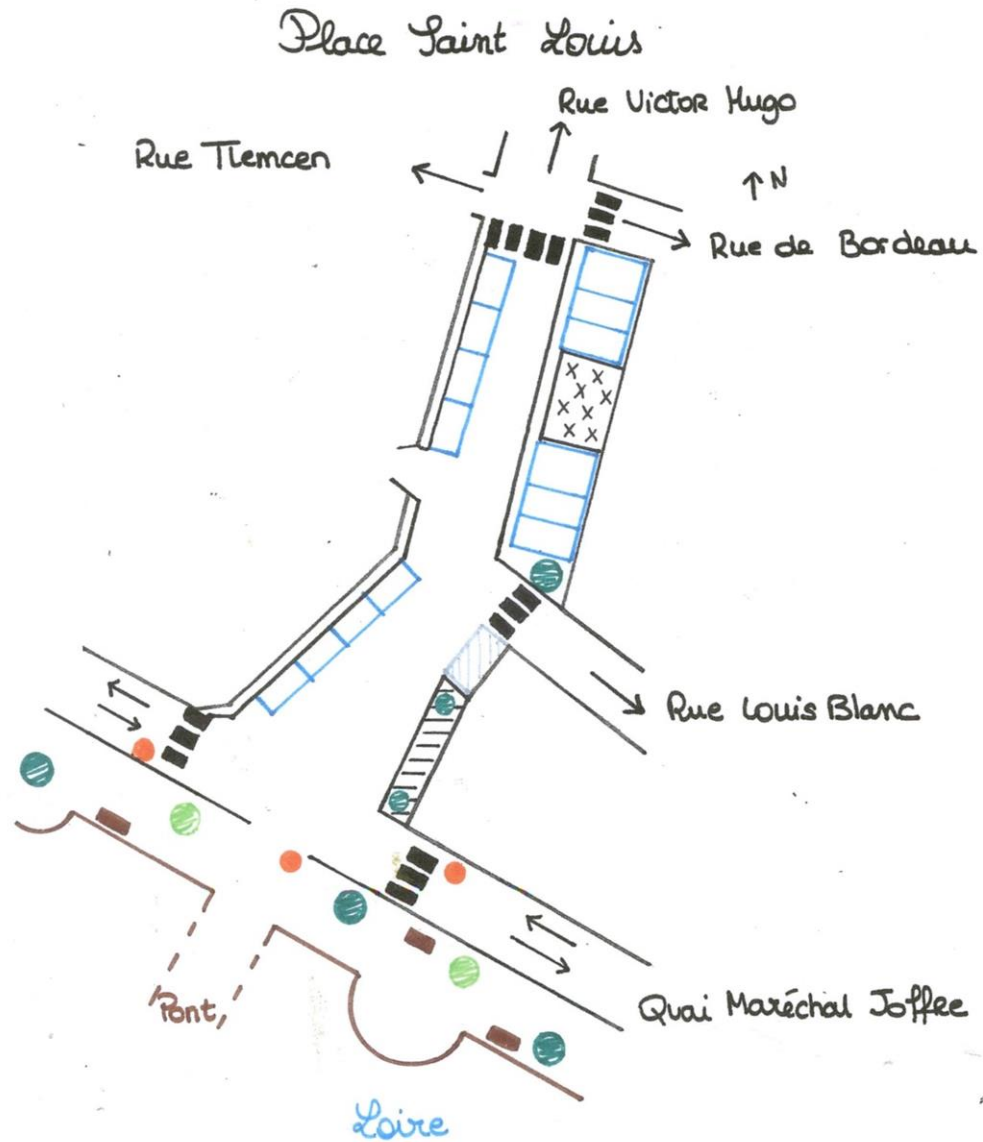 Place Saint Louis
Rue Victor Hugo
Rue Tlemcen
N
Rue de Bordeau
Rue Louis Blanc
Quai Maréchal Joffre
Pont
Loire